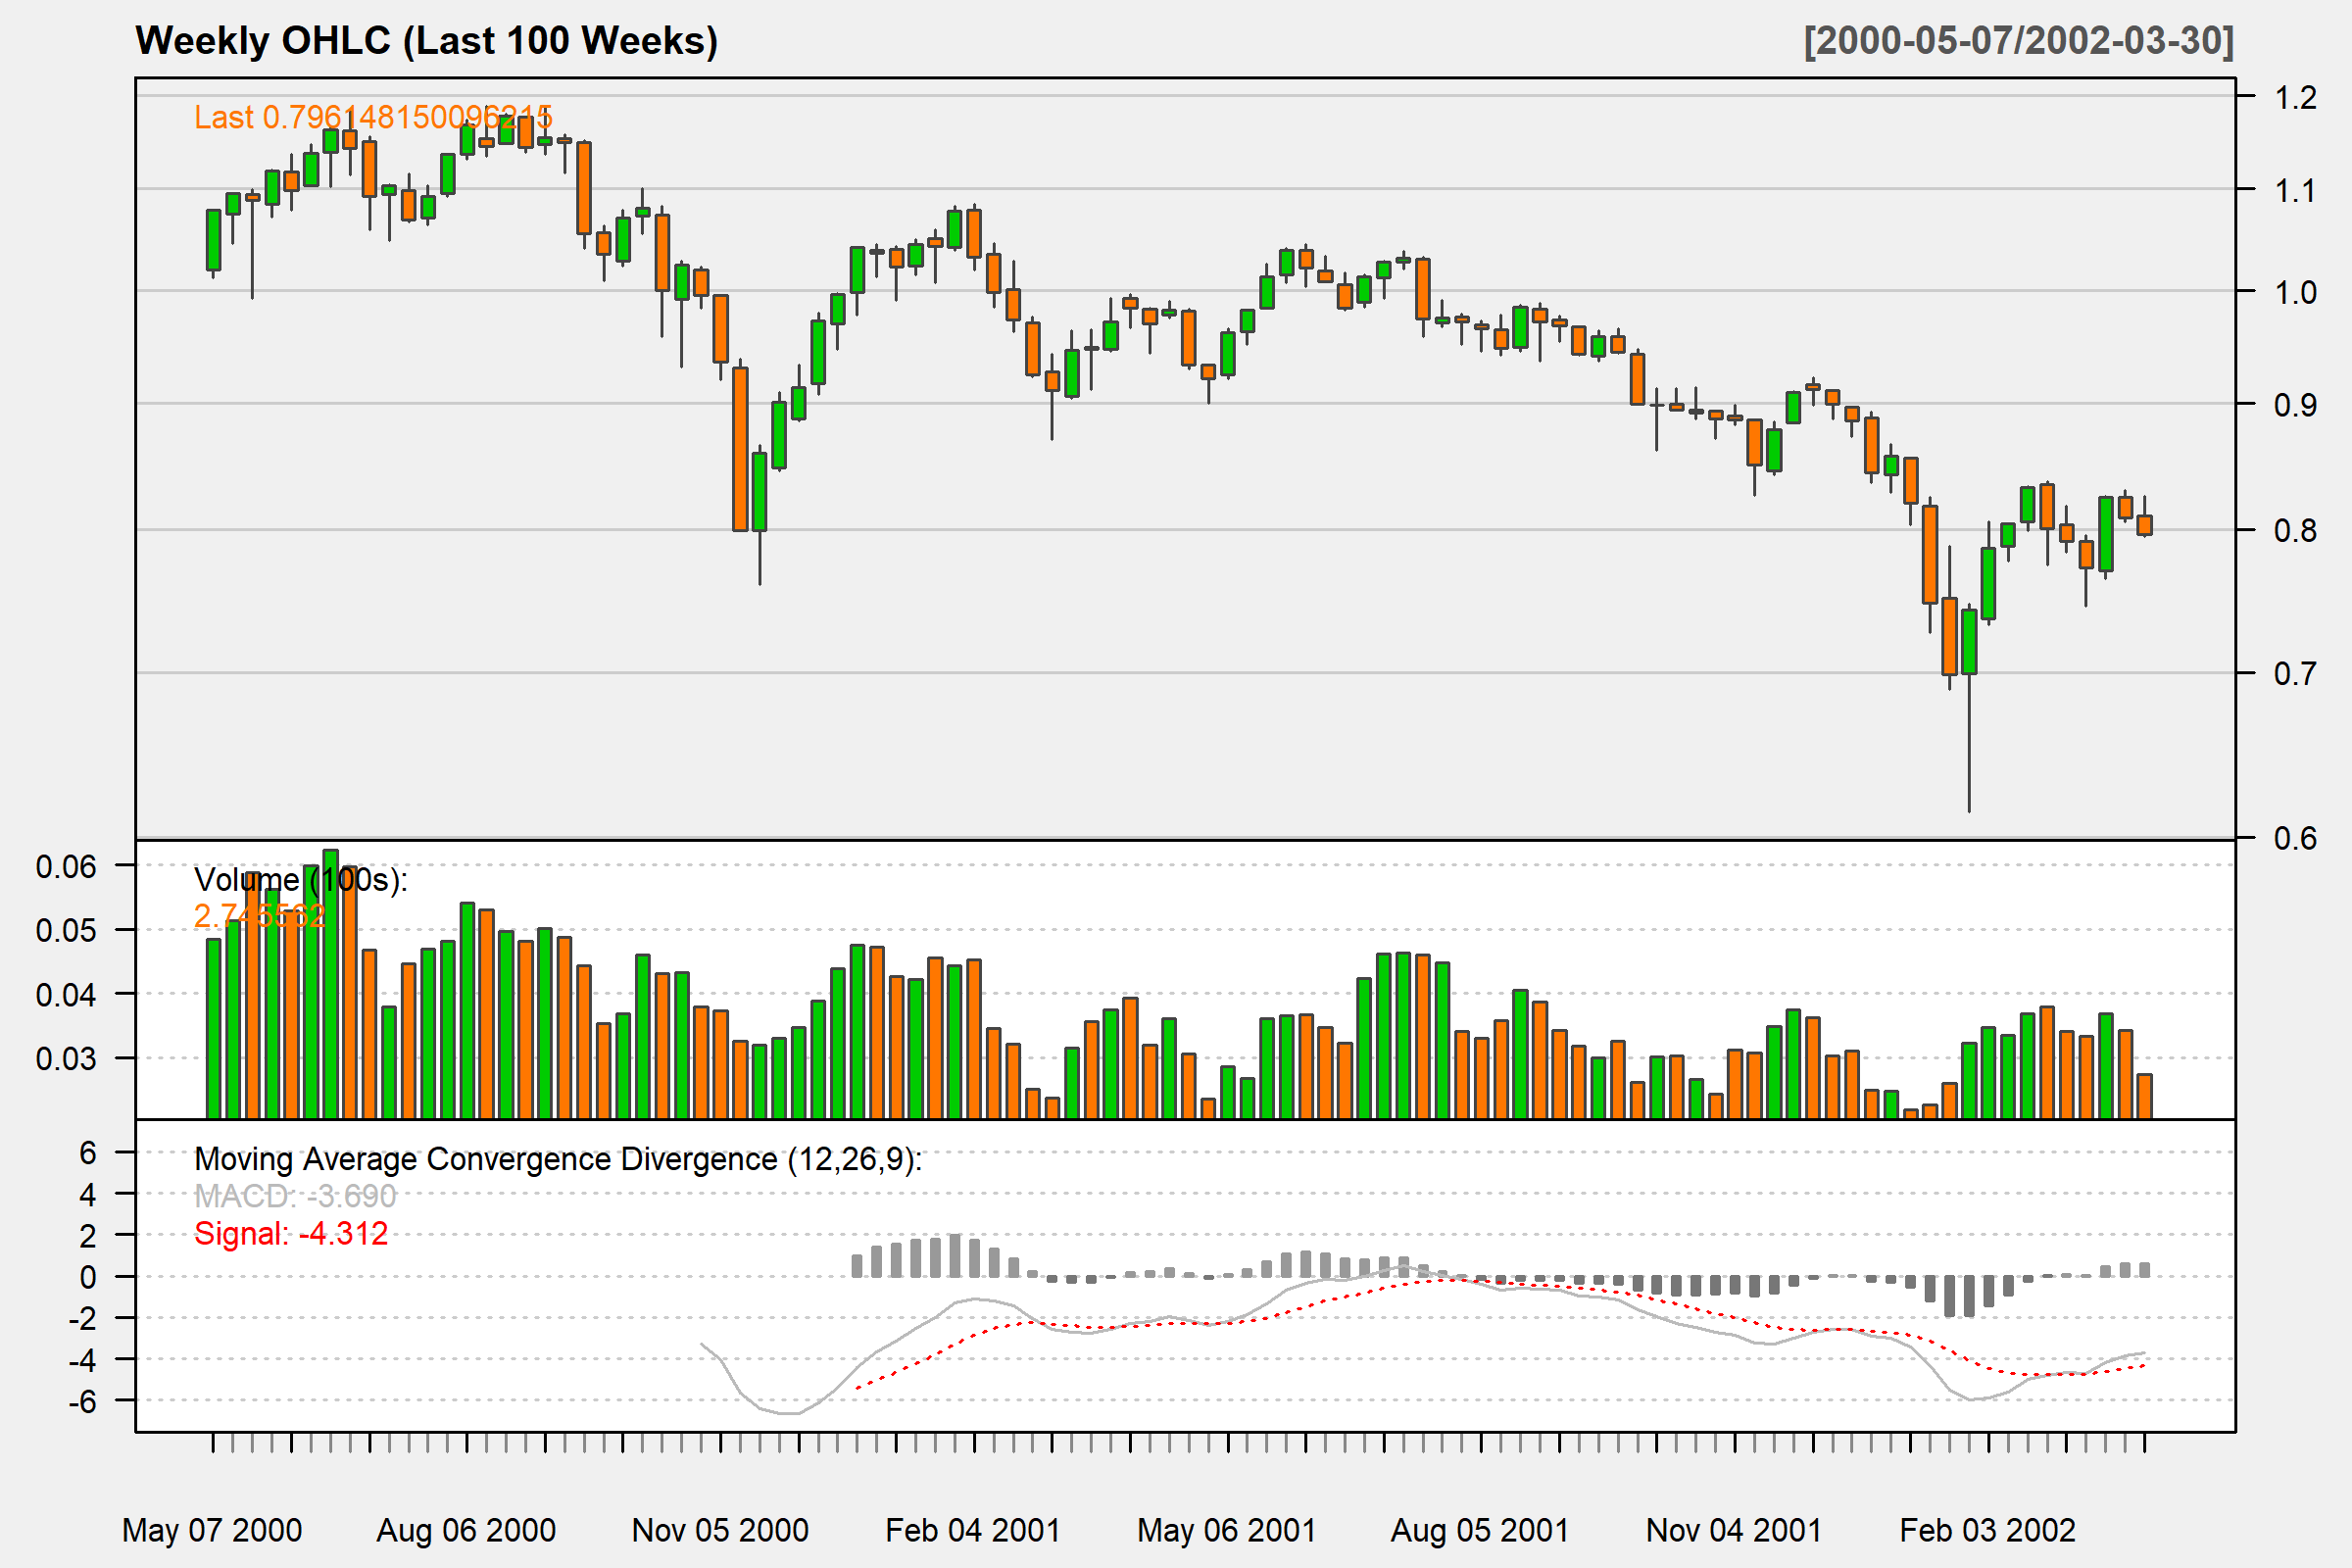 Weekly OHLC (Last 100 Weeks)
[2000-05-07/2002-03-30]
Last 0.796148150096215
1.2
1.1
1.0
0.9
0.8
0.7
0.6
Volume (100s):
2.745562
0.06
0.05
0.04
0.03
Moving Average Convergence Divergence (12,26,9):
MACD: -3.690
Signal: -4.312
6
4
2
0
-2
-4
-6
May 07 2000
Aug 06 2000
Nov 05 2000
Feb 04 2001
May 06 2001
Aug 05 2001
Nov 04 2001
Feb 03 2002